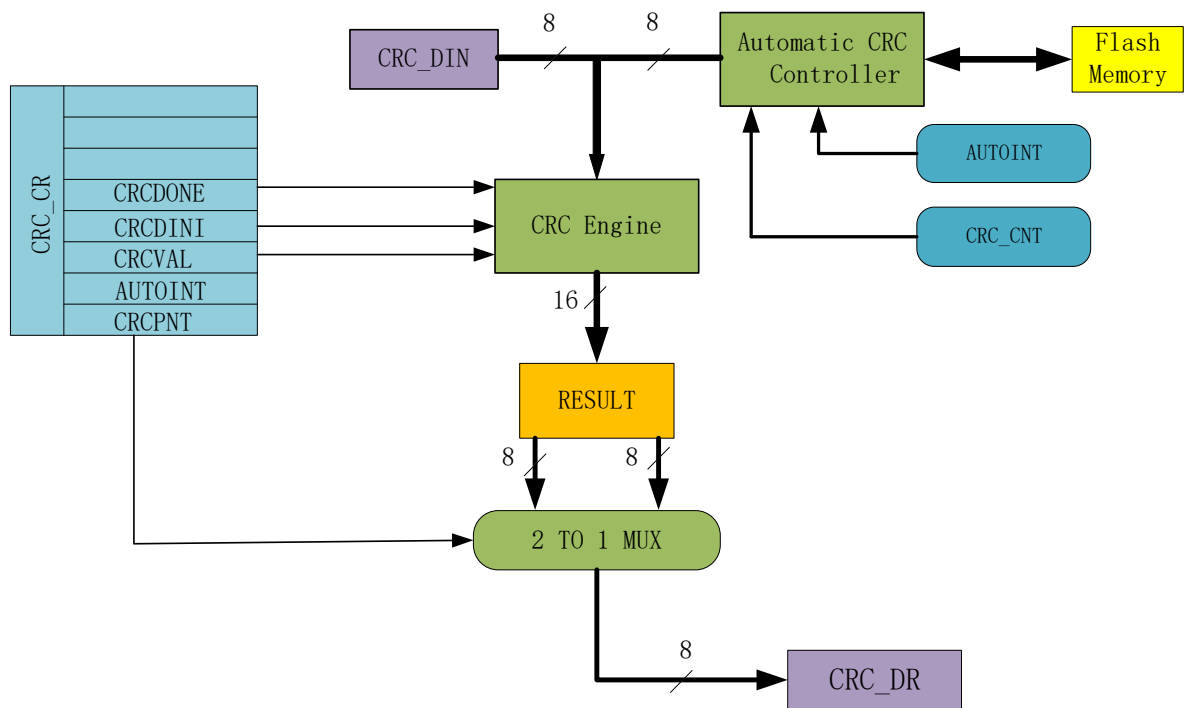 8
8
CRC_DIN
Automatic CRC
Controller
Flash
Memory
AUTOINT
CRC_CNT
CRC_CR
CRCDONE
CRCDINI
CRCVAL
AUTOINT
CRCPNT
CRC Engine
16
RESULT
8
8
2 TO 1 MUX
8
CRC_DR